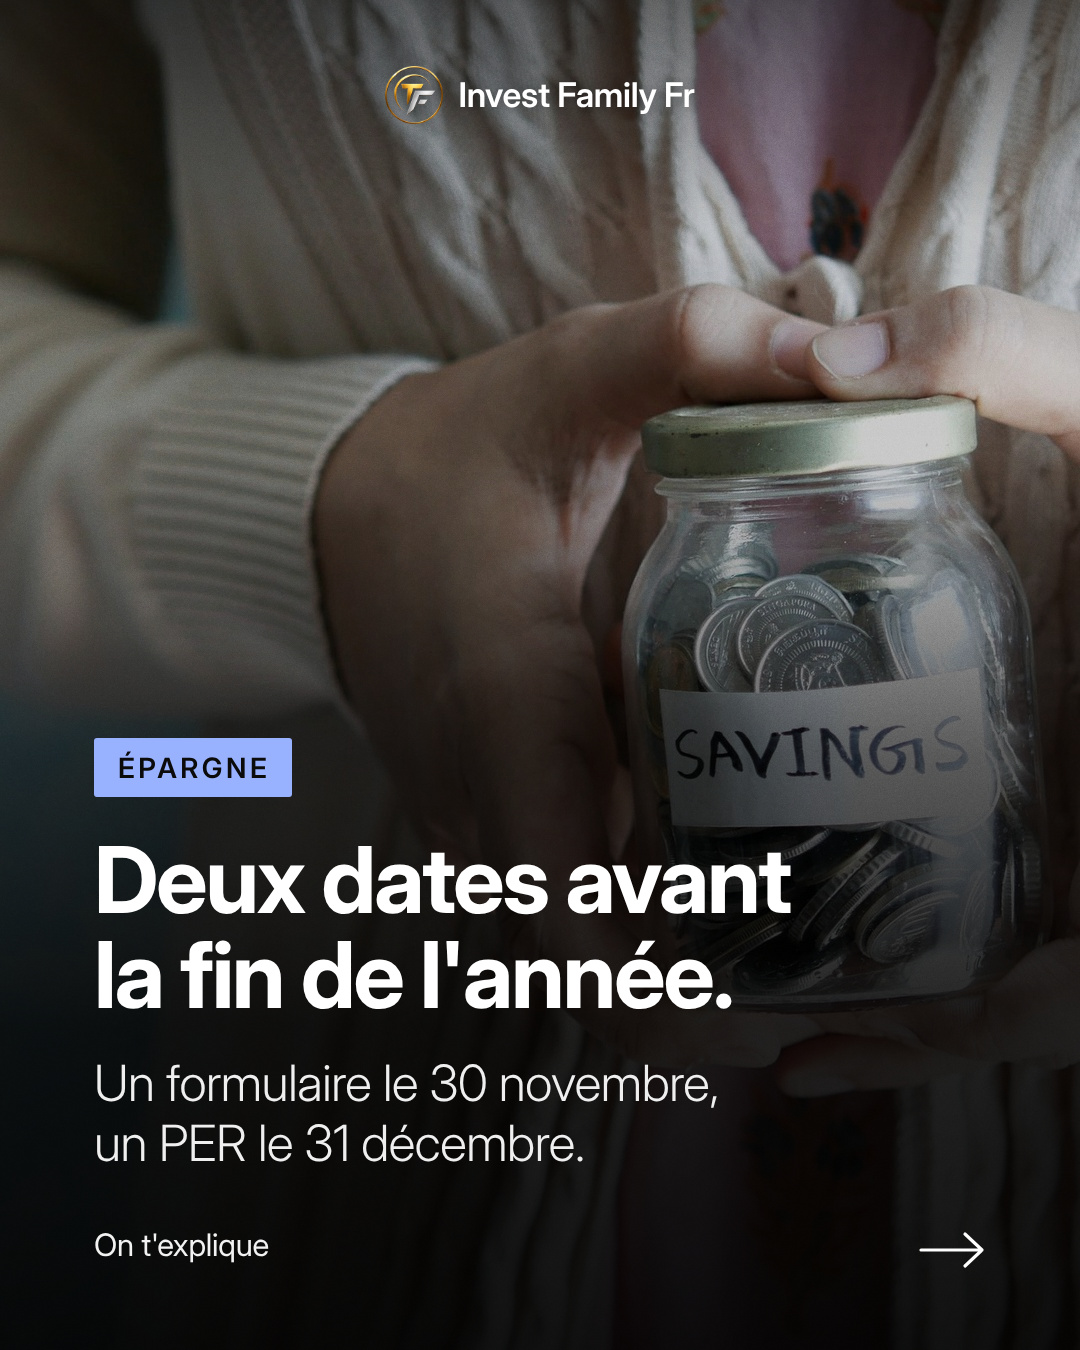 Invest Family Fr
SINGAPORE
SAVINGS
ÉPARGNE
Deux dates avant
la fin de l'année.
Un formulaire le 30 novembre,
un PER le 31 décembre.
On t'explique